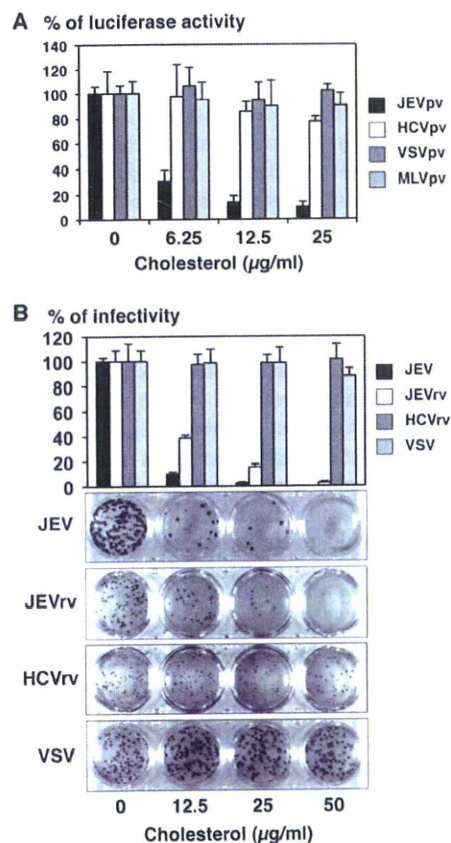 A % of luciferase activity
140
120
100
80
60
40
20
0
JEVpv
HCVpv
VSVpv
MLVpv
0 6.25 12.5 25
Cholesterol (µg/ml)
B % of infectivity
120
100
80
60
40
20
0
JEV
JEVrv
HCVrv
VSV
JEV
JEVrv
HCVrv
VSV
0 12.5 25 50
Cholesterol (µg/ml)